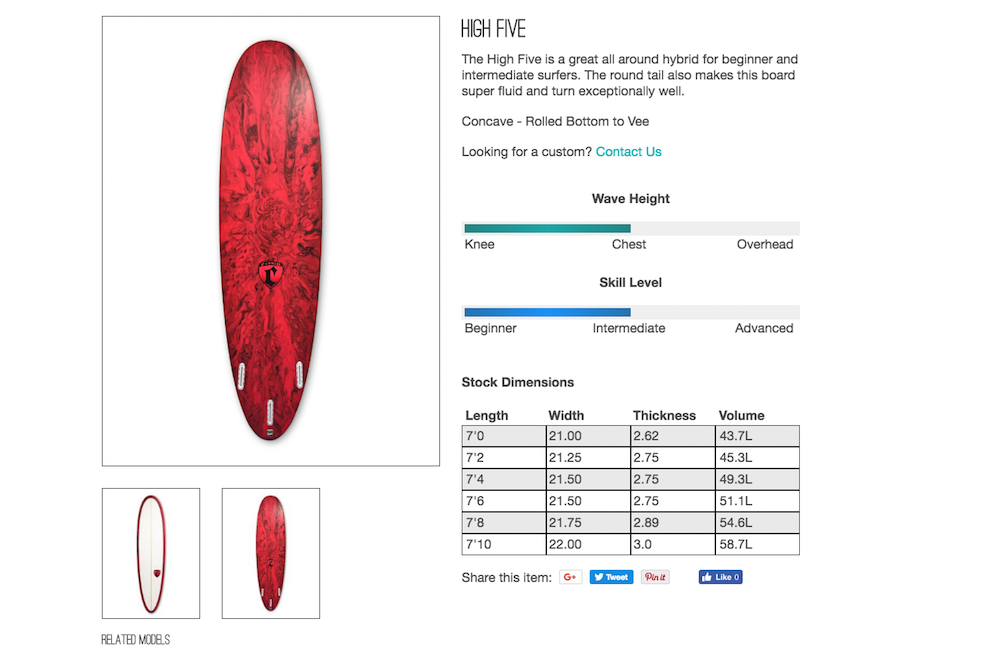 HIGH FIVE
The High Five is a great all around hybrid for beginner and
intermediate surfers. The round tail also makes this board
super fluid and turn exceptionally well.
Concave - Rolled Bottom to Vee
Looking for a custom? Contact Us
Wave Height
Knee Chest Overhead
Skill Level
Beginner Intermediate Advanced
Stock Dimensions
Length Width Thickness Volume
7'0 21.00 2.62 43.7L
7'2 21.25 2.75 45.3L
7'4 21.50 2.75 49.3L
7'6 21.50 2.75 51.1L
7'8 21.75 2.89 54.6L
7'10 22.00 3.0 58.7L
Share this item: G+ Tweet Pin it Like 0
RELATED MODELS